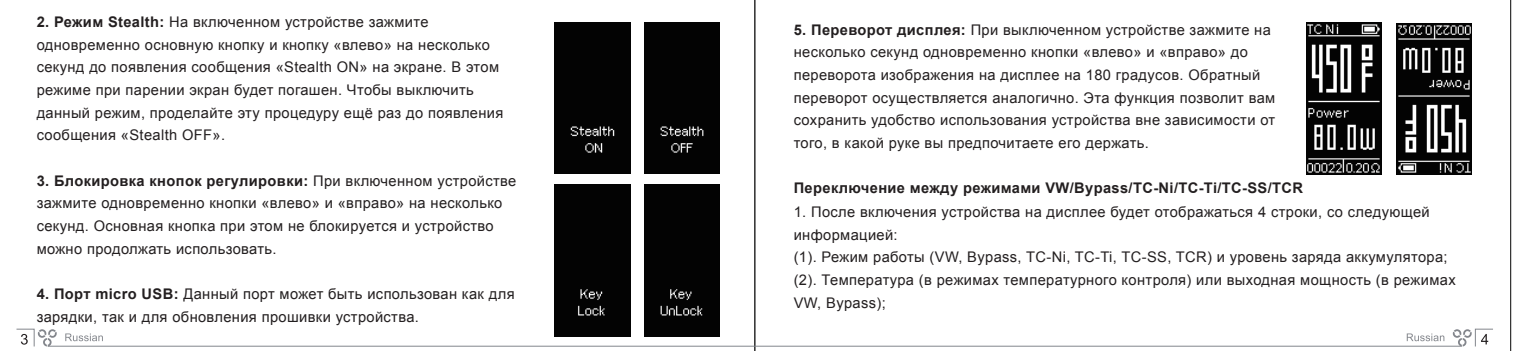 2. Режим Stealth: На включенном устройстве зажмите
одновременно основную кнопку и кнопку «влево» на несколько
секунд до появления сообщения «Stealth ON» на экране. В этом
режиме при парении экран будет погашен. Чтобы выключить
данный режим, проделайте эту процедуру ещё раз до появления
сообщения «Stealth OFF».
Stealth
ON
Stealth
OFF
3. Блокировка кнопок регулировки: При включенном устройстве
зажмите одновременно кнопки «влево» и «вправо» на несколько
секунд. Основная кнопка при этом не блокируется и устройство
можно продолжать использовать.
4. Порт micro USB: Данный порт может быть использован как для
зарядки, так и для обновления прошивки устройства.
Key
Lock
Key
UnLock
3 Russian
5. Переворот дисплея: При выключенном устройстве зажмите на
несколько секунд одновременно кнопки «влево» и «вправо» до
переворота изображения на дисплее на 180 градусов. Обратный
переворот осуществляется аналогично. Эта функция позволит вам
сохранить удобство использования устройства вне зависимости от
того, в какой руке вы предпочитаете его держать.
TC Ni
450 °F
Power
80.0w
00022 0.20Ω
TC Ni
450 °F
Power
80.0w
00022 0.20Ω
Переключение между режимами VW/Bypass/TC-Ni/TC-Ti/TC-SS/TCR
1. После включения устройства на дисплее будет отображаться 4 строки, со следующей
информацией:
(1). Режим работы (VW, Bypass, TC-Ni, TC-Ti, TC-SS, TCR) и уровень заряда аккумулятора;
(2). Температура (в режимах температурного контроля) или выходная мощность (в режимах
VW, Bypass);
Russian 4